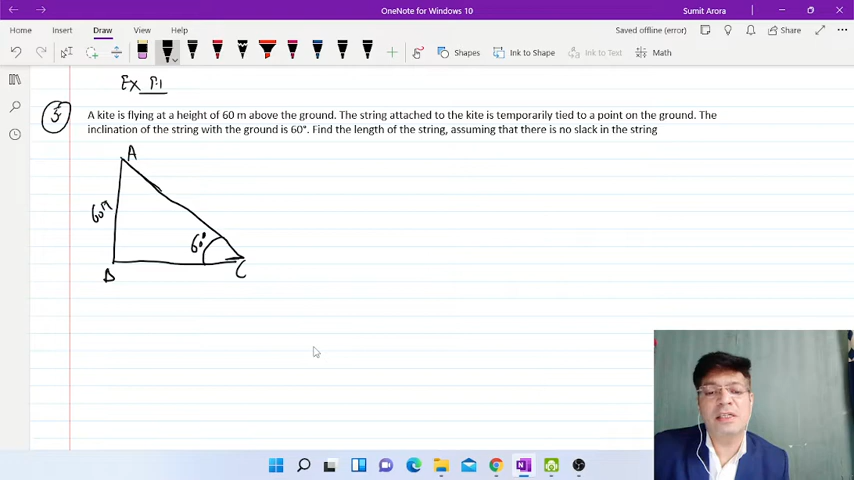 OneNote for Windows 10
Sumit Arora
Home Insert Draw View Help
Saved offline (error)
Share
Shapes
Ink to Shape
Ink to Text
Math
Ex 9.1
5
A kite is flying at a height of 60 m above the ground. The string attached to the kite is temporarily tied to a point on the ground. The
inclination of the string with the ground is 60°. Find the length of the string, assuming that there is no slack in the string
A
60M
60°
B
C